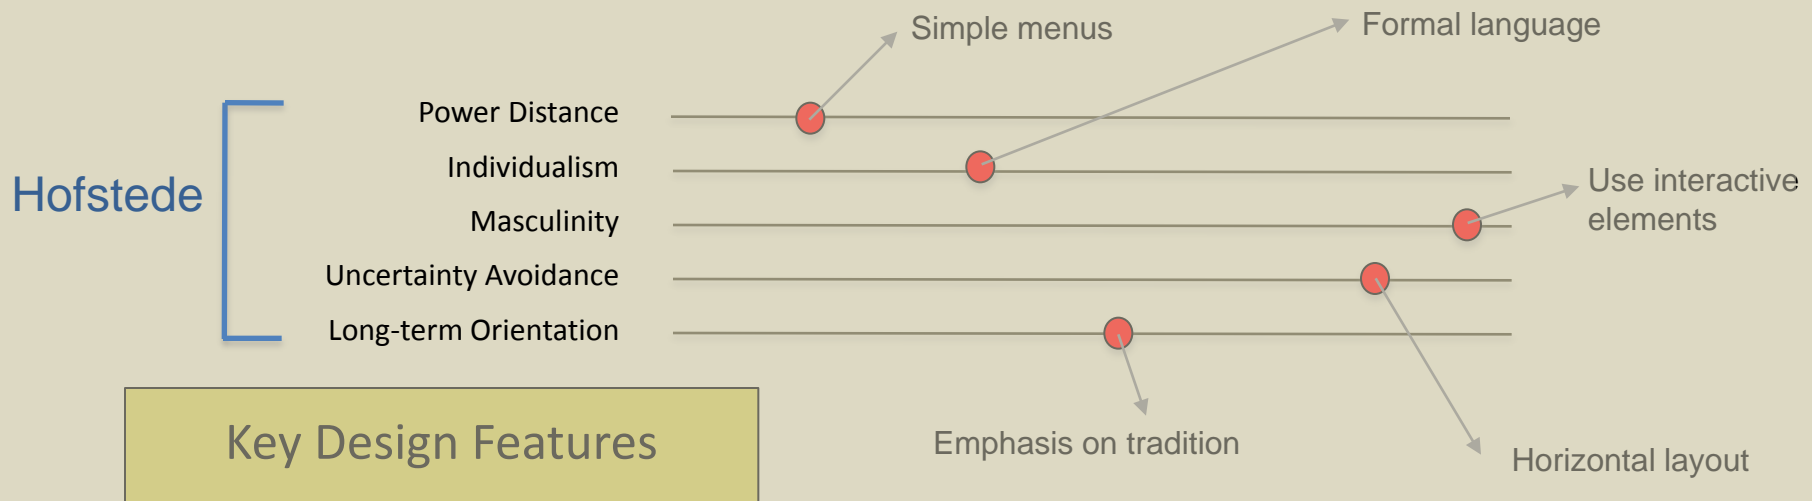 Simple menus
Formal language
Hofstede
Power Distance
Individualism
Masculinity
Uncertainty Avoidance
Long-term Orientation
Use interactive
elements
Key Design Features
Emphasis on tradition
Horizontal layout